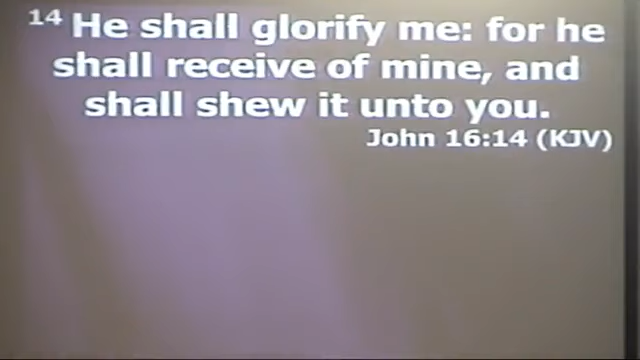 14 He shall glorify me: for he
shall receive of mine, and
shall shew it unto you.
John 16:14 (KJV)